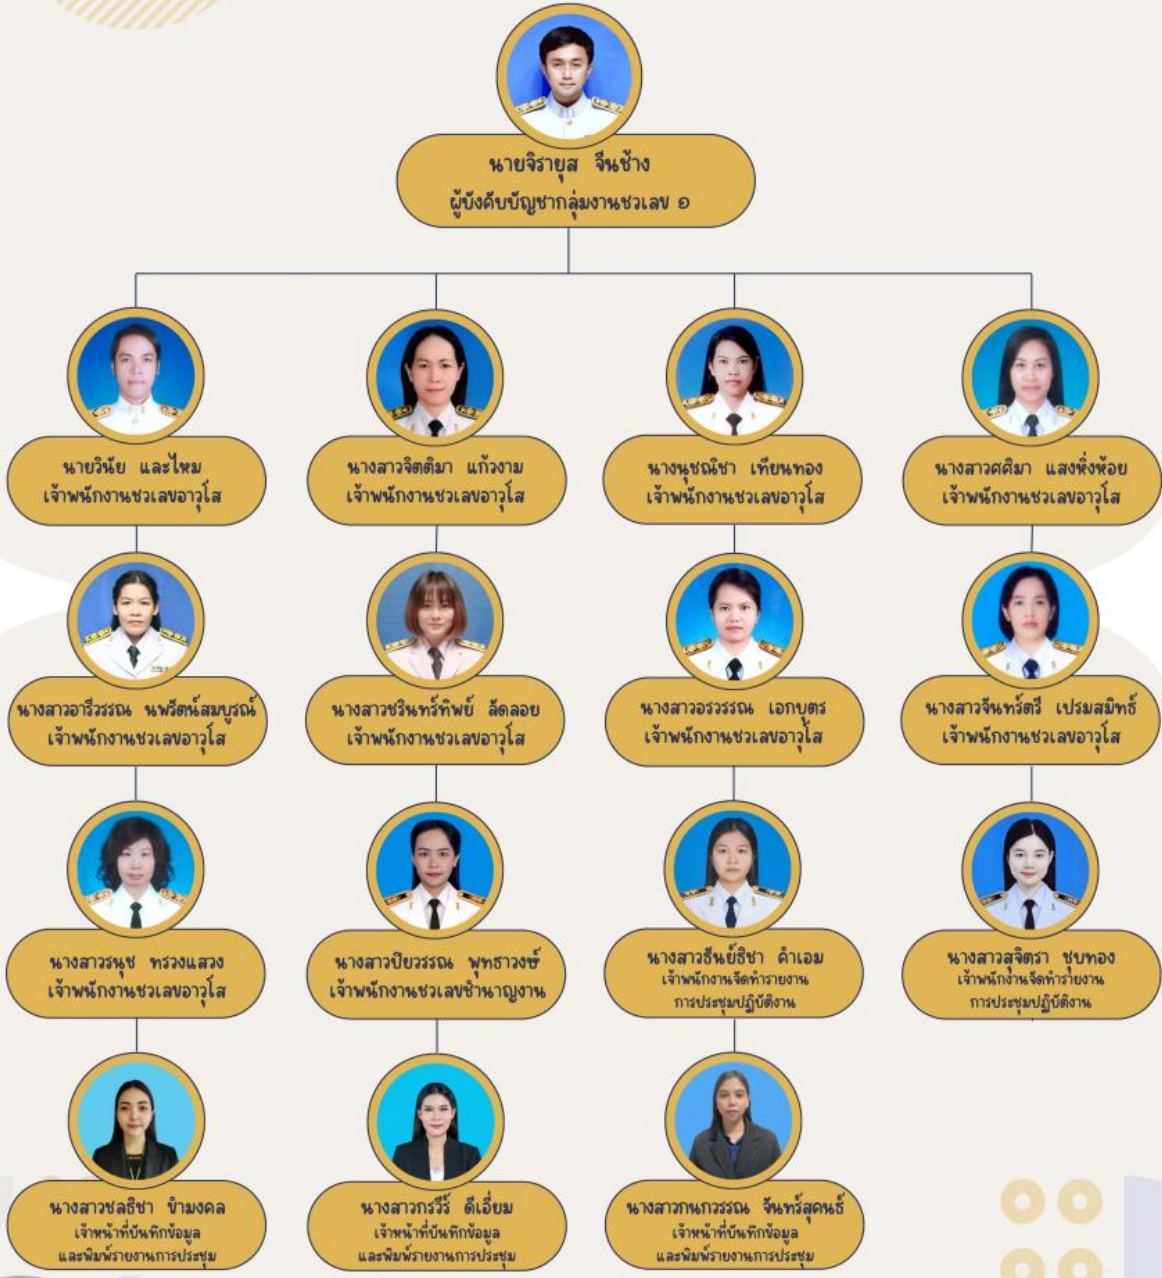 นายจิรายุส จีนช้าง
ผู้บังคับบัญชากลุ่มงานชวเลข ๑
นายวินัย และไหม
เจ้าพนักงานชวเลขอาวุโส
นางสาวจิตติมา แก้วงาม
เจ้าพนักงานชวเลขอาวุโส
นางนุชณิชา เทียนทอง
เจ้าพนักงานชวเลขอาวุโส
นางสาวศศิมา แสงหิ่งห้อย
เจ้าพนักงานชวเลขอาวุโส
นางสาวอารีวรรณ นพรัตน์สมบูรณ์
เจ้าพนักงานชวเลขอาวุโส
นางสาวชรินทร์ทิพย์ ลัดลอย
เจ้าพนักงานชวเลขอาวุโส
นางสาวอรวรรณ เอกบุตร
เจ้าพนักงานชวเลขอาวุโส
นางสาวจันทร์ตรี เปรมสมิทธ์
เจ้าพนักงานชวเลขอาวุโส
นางสาวรนุช ทรวงแสวง
เจ้าพนักงานชวเลขอาวุโส
นางสาวปิยวรรณ พุทธาวงษ์
เจ้าพนักงานชวเลขชำนาญงาน
นางสาวธันย์ธิชา คำเอม
เจ้าพนักงานจัดทำรายงาน
การประชุมปฏิบัติงาน
นางสาวสุจิตรา ชุบทอง
เจ้าพนักงานจัดทำรายงาน
การประชุมปฏิบัติงาน
นางสาวชลธิชา ขำมงคล
เจ้าหน้าที่บันทึกข้อมูล
และพิมพ์รายงานการประชุม
นางสาวกรวีร์ ดีเอี่ยม
เจ้าหน้าที่บันทึกข้อมูล
และพิมพ์รายงานการประชุม
นางสาวกนกวรรณ จันทร์สุคนธ์
เจ้าหน้าที่บันทึกข้อมูล
และพิมพ์รายงานการประชุม